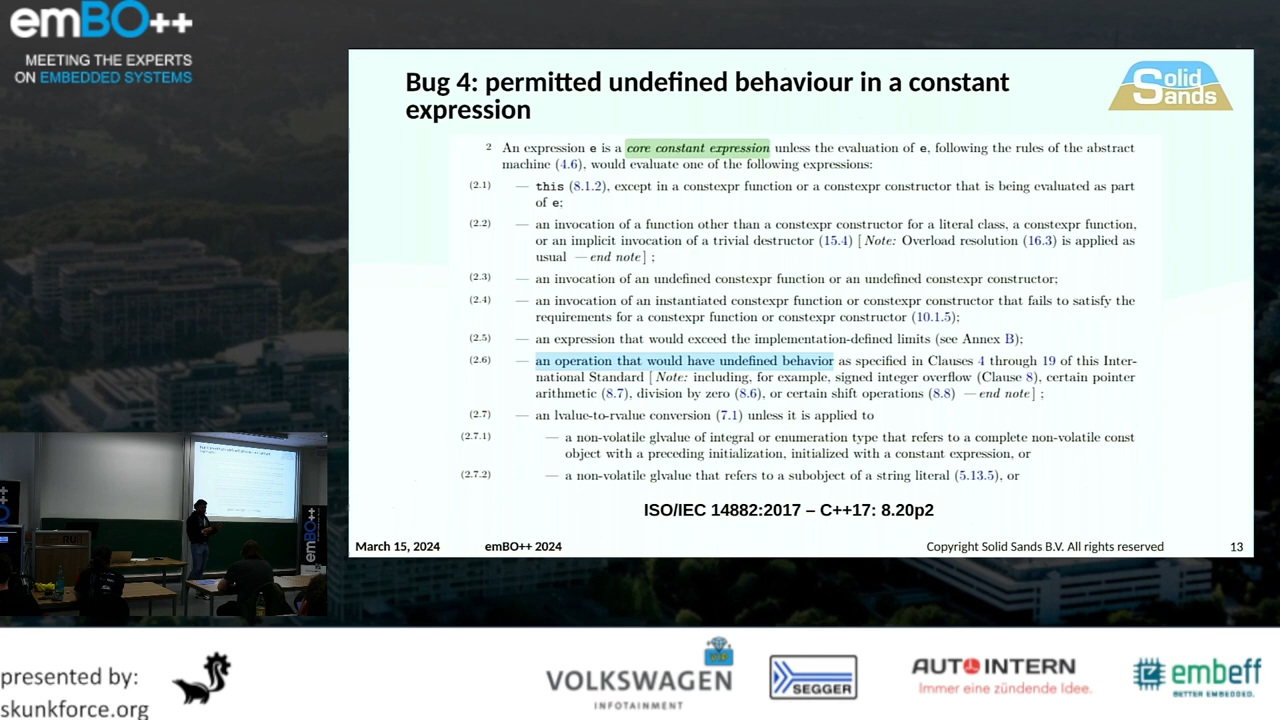 emBO++
MEETING THE EXPERTS
ON EMBEDDED SYSTEMS
Bug 4: permitted undefined behaviour in a constant
expression
Solid
Sands
2 An expression e is a core constant expression unless the evaluation of e, following the rules of the abstract
machine (4.6), would evaluate one of the following expressions:
(2.1) — this (8.1.2), except in a constexpr function or a constexpr constructor that is being evaluated as part
of e;
(2.2) — an invocation of a function other than a constexpr constructor for a literal class, a constexpr function,
or an implicit invocation of a trivial destructor (15.4) [ Note: Overload resolution (16.3) is applied as
usual — end note ] ;
(2.3) — an invocation of an undefined constexpr function or an undefined constexpr constructor;
(2.4) — an invocation of an instantiated constexpr function or constexpr constructor that fails to satisfy the
requirements for a constexpr function or constexpr constructor (10.1.5);
(2.5) — an expression that would exceed the implementation-defined limits (see Annex B);
(2.6) — an operation that would have undefined behavior as specified in Clauses 4 through 19 of this Inter-
national Standard [ Note: including, for example, signed integer overflow (Clause 8), certain pointer
arithmetic (8.7), division by zero (8.6), or certain shift operations (8.8) — end note ] ;
(2.7) — an lvalue-to-rvalue conversion (7.1) unless it is applied to
(2.7.1) — a non-volatile glvalue of integral or enumeration type that refers to a complete non-volatile const
object with a preceding initialization, initialized with a constant expression, or
(2.7.2) — a non-volatile glvalue that refers to a subobject of a string literal (5.13.5), or
ISO/IEC 14882:2017 – C++17: 8.20p2
March 15, 2024 emBO++ 2024 Copyright Solid Sands B.V. All rights reserved 13
emBO++
presented by:
skunkforce.org
VOLKSWAGEN
INFOTAINMENT
SEGGER
AUTO INTERN
Immer eine zündende Idee.
embeff
BETTER EMBEDDED.